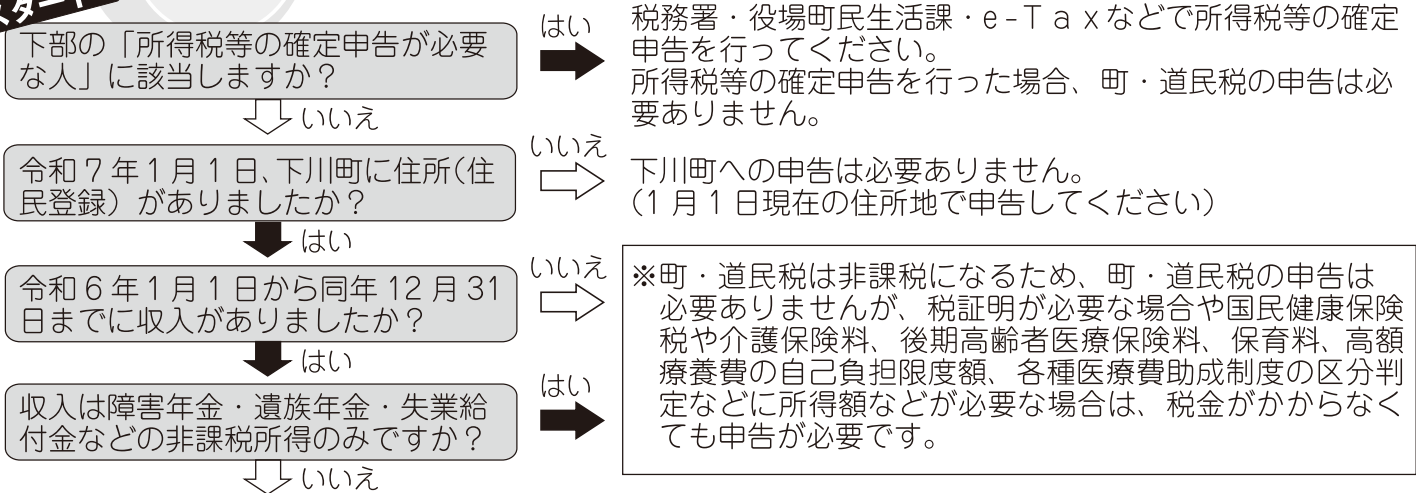 スタート
下部の「所得税等の確定申告が必要
な人」に該当しますか？
はい
税務署・役場町民生活課・e-Taxなどで所得税等の確定
申告を行ってください。
所得税等の確定申告を行った場合、町・道民税の申告は必
要ありません。
いいえ
令和７年１月１日、下川町に住所（住
民登録）がありましたか？
いいえ
下川町への申告は必要ありません。
（1月1日現在の住所地で申告してください）
はい
令和６年１月１日から同年12月31
日までに収入がありましたか？
いいえ
※町・道民税は非課税になるため、町・道民税の申告は
必要ありませんが、税証明が必要な場合や国民健康保険
税や介護保険料、後期高齢者医療保険料、保育料、高額
療養費の自己負担限度額、各種医療費助成制度の区分判
定などに所得額などが必要な場合は、税金がかからなく
ても申告が必要です。
はい
収入は障害年金・遺族年金・失業給
付金などの非課税所得のみですか？
はい
いいえ